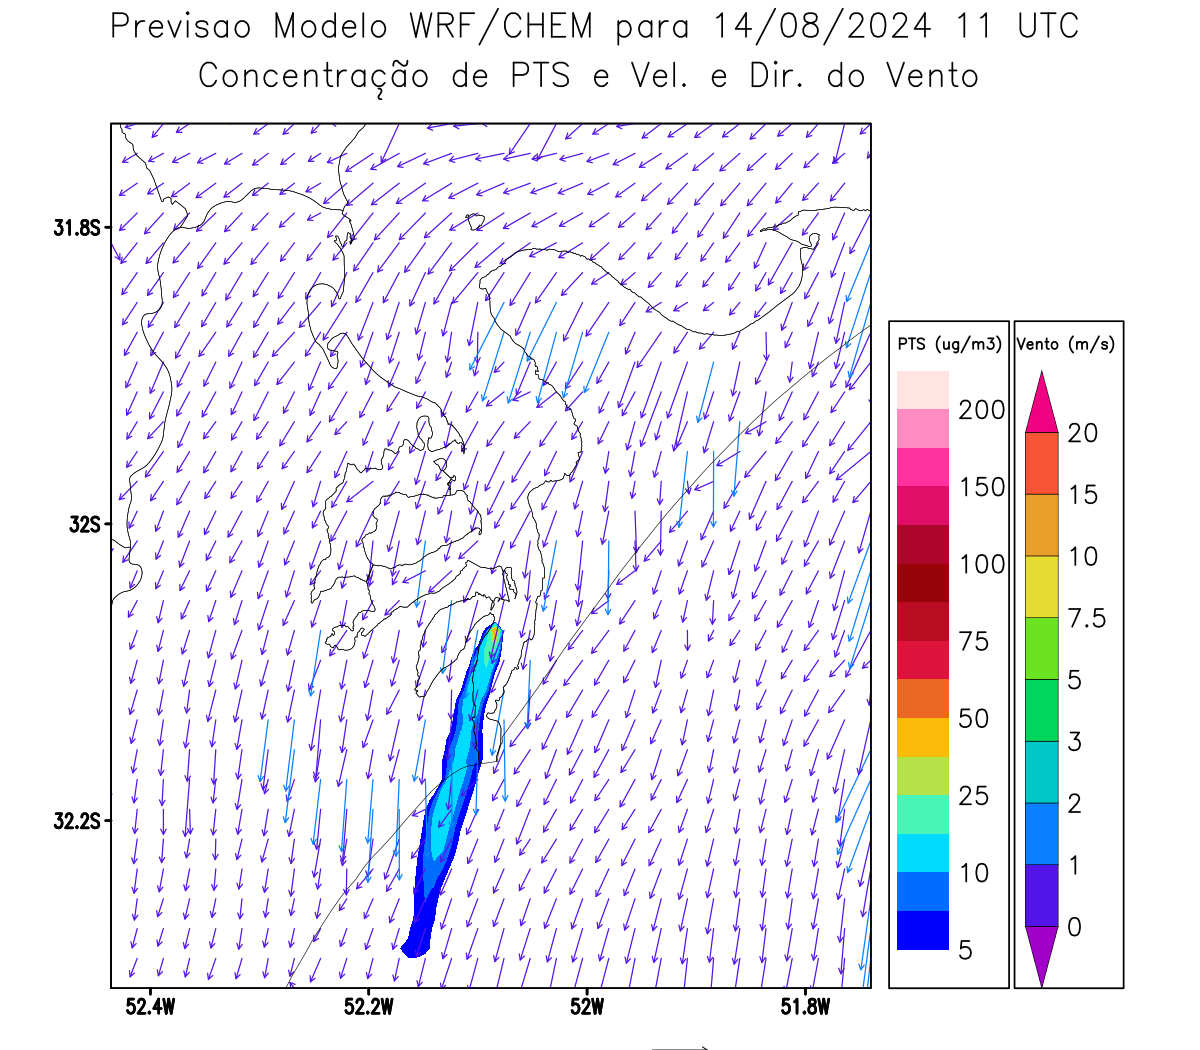 Previsao Modelo WRF/CHEM para 14/08/2024 11 UTC
Concentração de PTS e Vel. e Dir. do Vento
31.8S
32S
32.2S
52.4W
52.2W
52W
51.8W
PTS (ug/m3)
200
150
100
75
50
25
10
5
Vento (m/s)
20
15
10
7.5
5
3
2
1
0